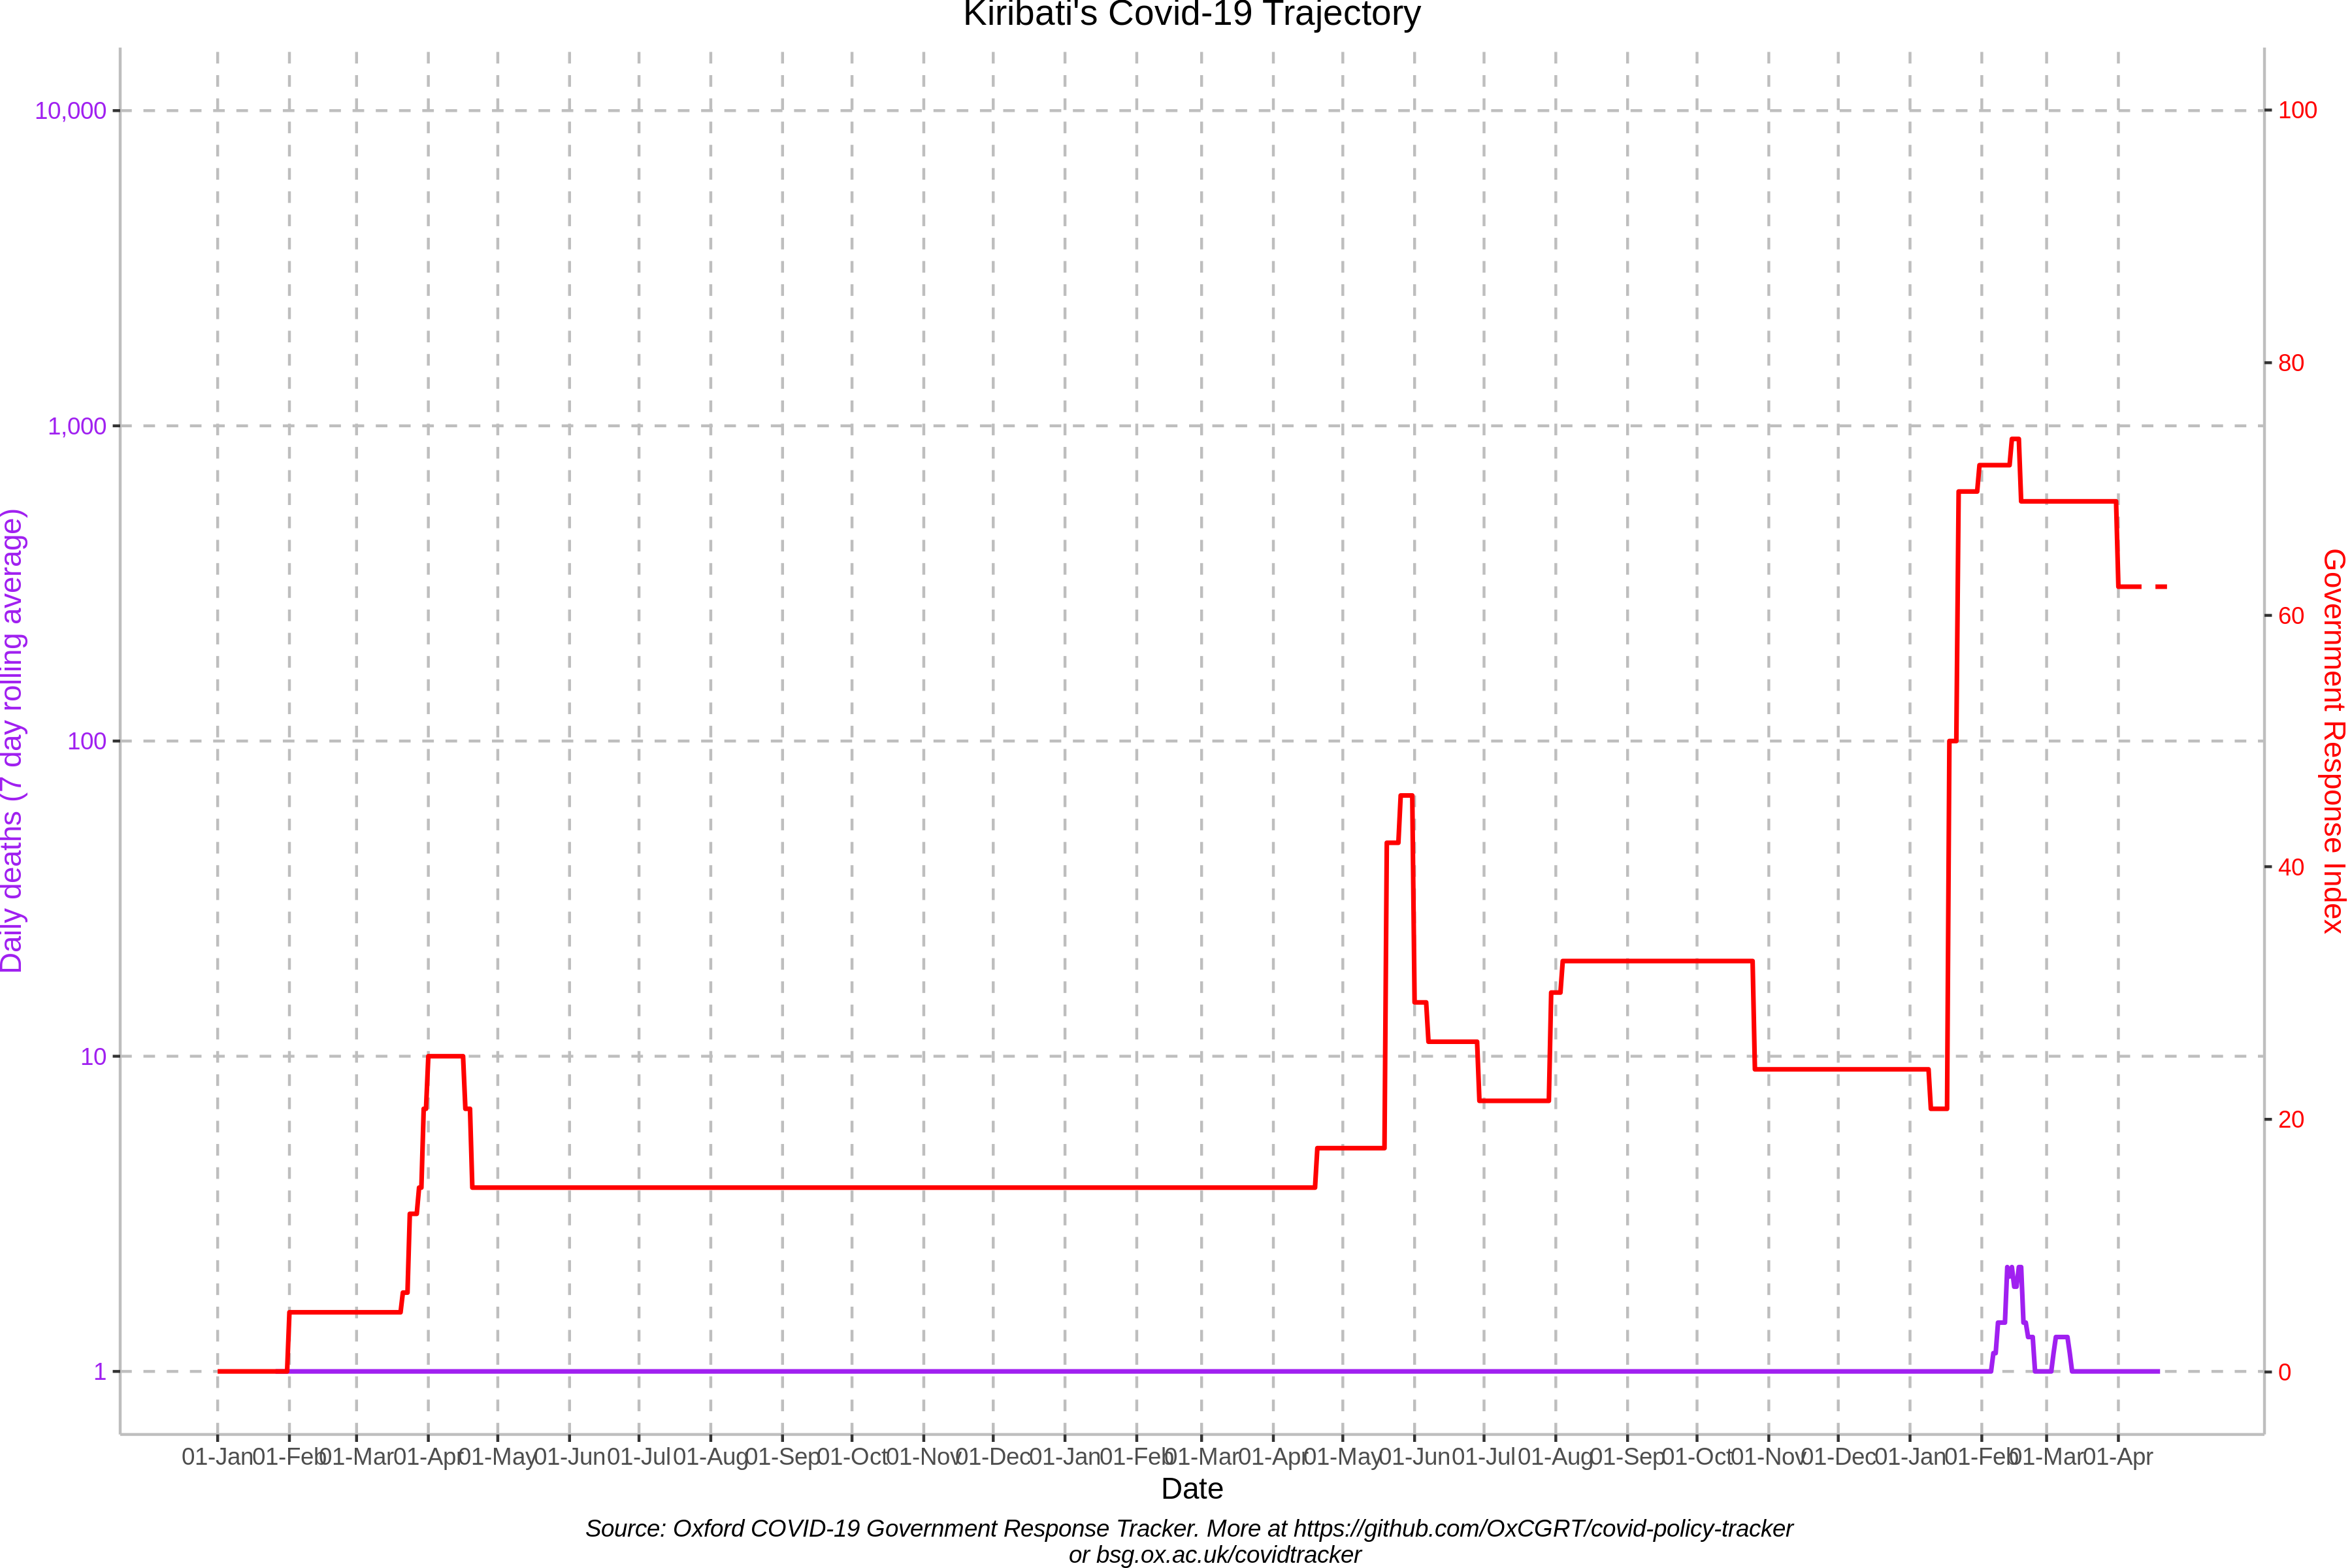 Kiribati's Covid-19 Trajectory
Daily deaths (7 day rolling average)
10,000
1,000
100
10
1
100
80
60
40
20
0
Government Response Index
01-Jan 01-Feb 01-Mar 01-Apr 01-May 01-Jun 01-Jul 01-Aug 01-Sep 01-Oct 01-Nov 01-Dec 01-Jan 01-Feb 01-Mar 01-Apr 01-May 01-Jun 01-Jul 01-Aug 01-Sep 01-Oct 01-Nov 01-Dec 01-Jan 01-Feb 01-Mar 01-Apr
Date
Source: Oxford COVID-19 Government Response Tracker. More at https://github.com/OxCGRT/covid-policy-tracker
or bsg.ox.ac.uk/covidtracker